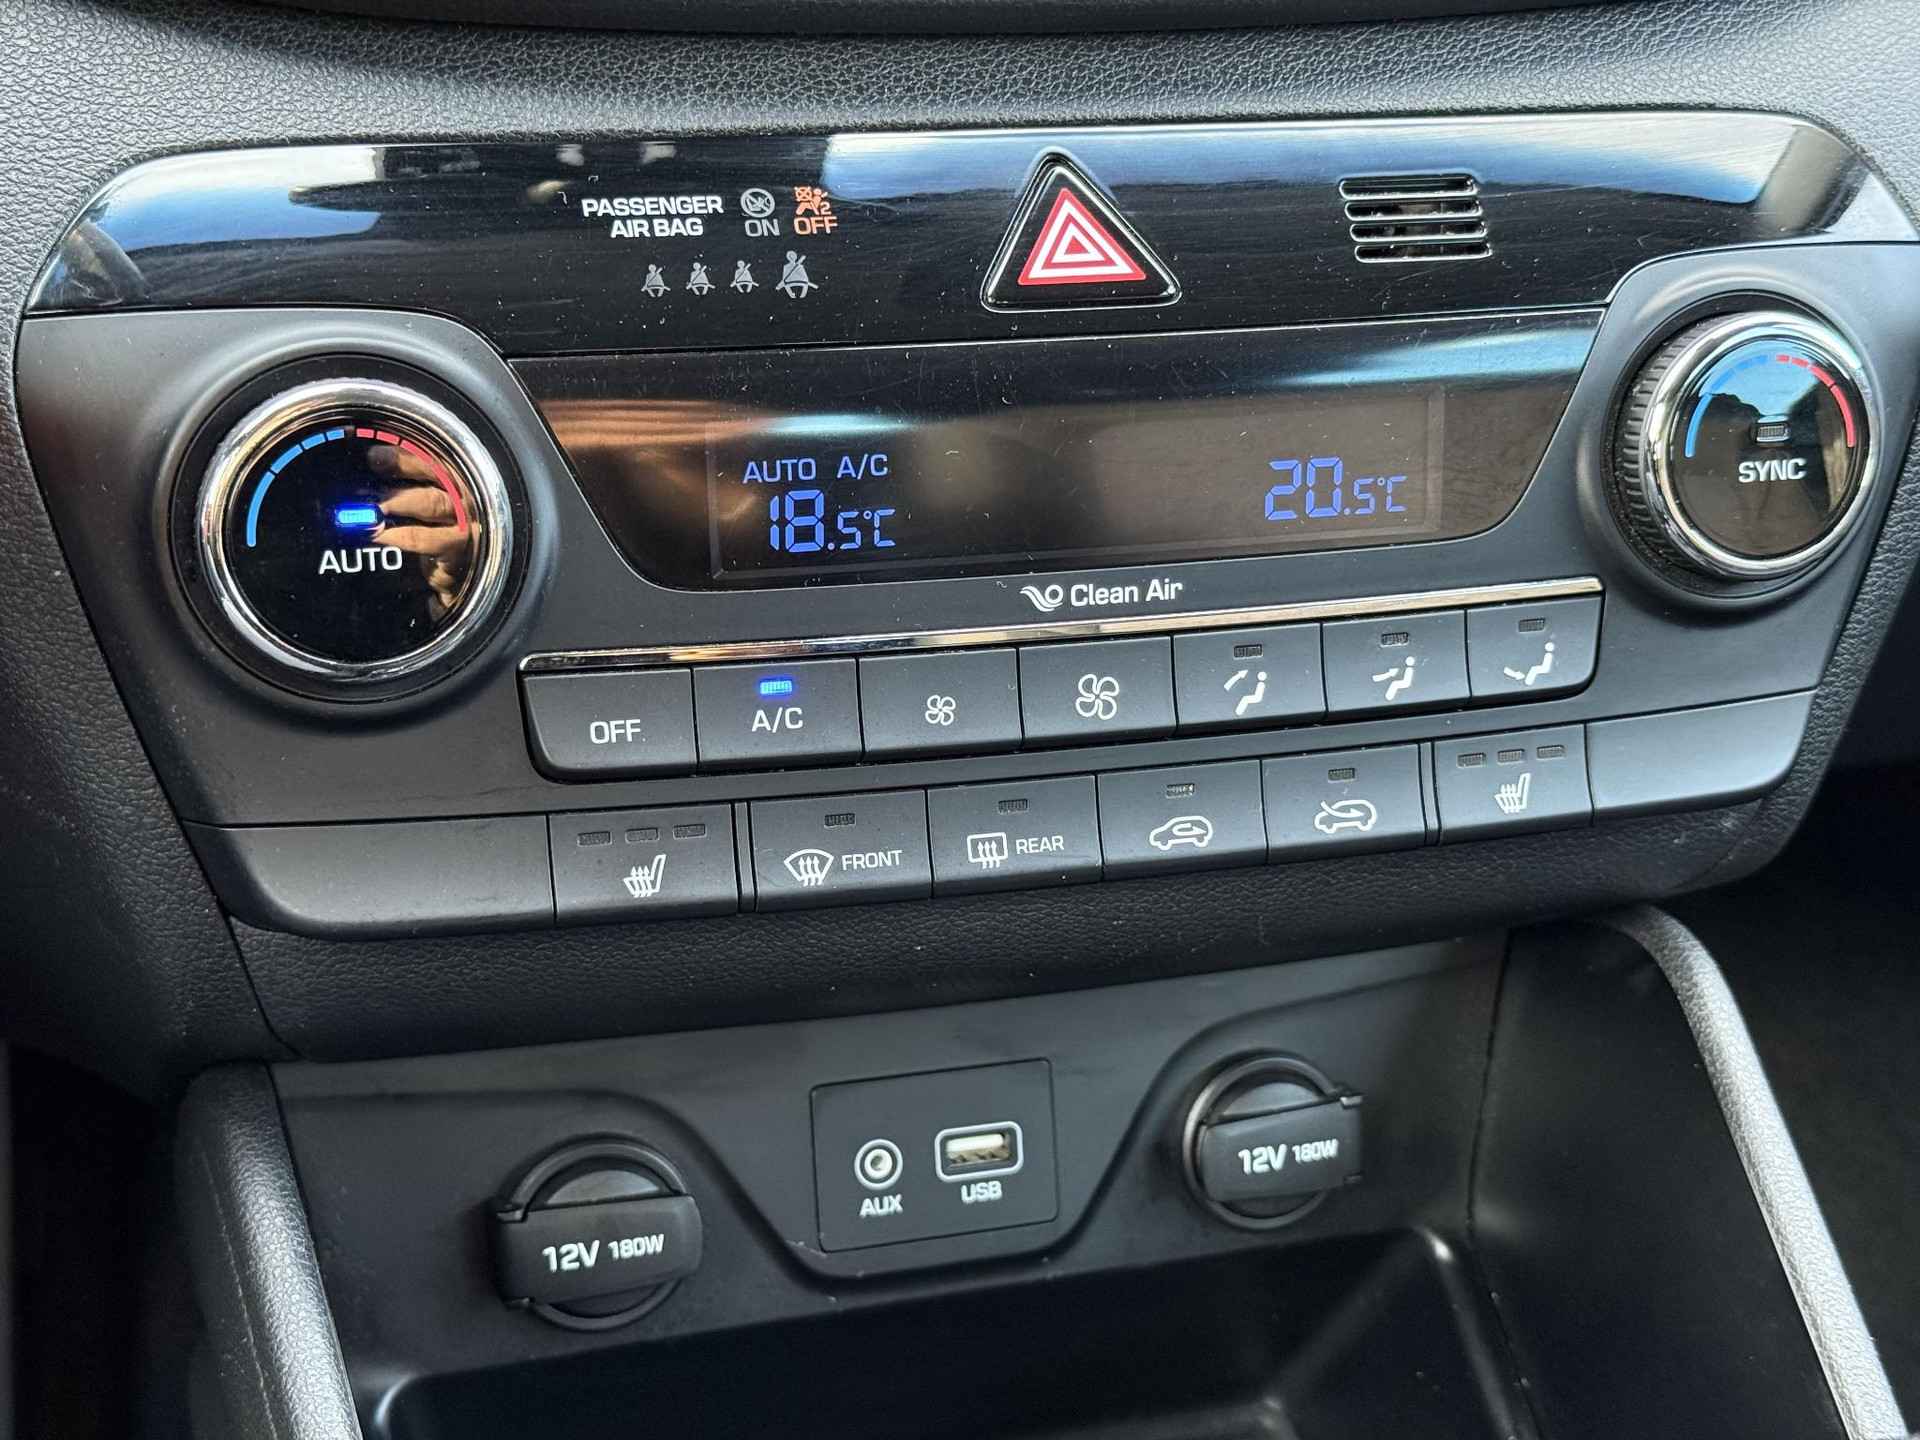 PASSENGER
AIR BAG
ON
OFF
2
AUTO A/C
18.5°C
20.5°C
AUTO
SYNC
Clean Air
OFF
A/C
FRONT
REAR
AUX
USB
12V 180W
12V 180W